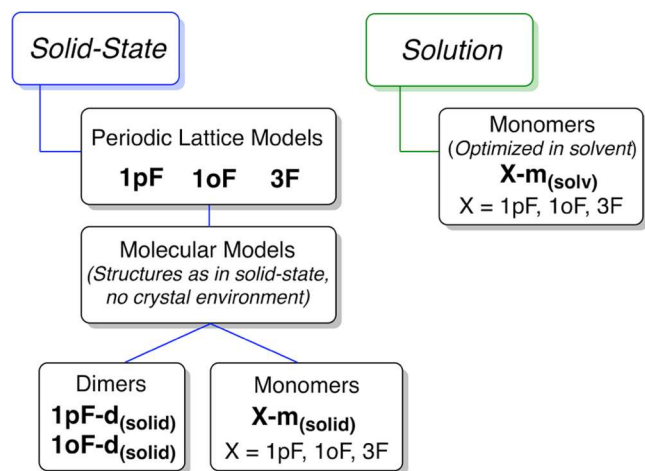 Solid-State
Periodic Lattice Models
1pF 1oF 3F
Molecular Models
(Structures as in solid-state,
no crystal environment)
Dimers
1pF-d(solid)
1oF-d(solid)
Monomers
X-m(solid)
X = 1pF, 1oF, 3F
Solution
Monomers
(Optimized in solvent)
X-m(solv)
X = 1pF, 1oF, 3F